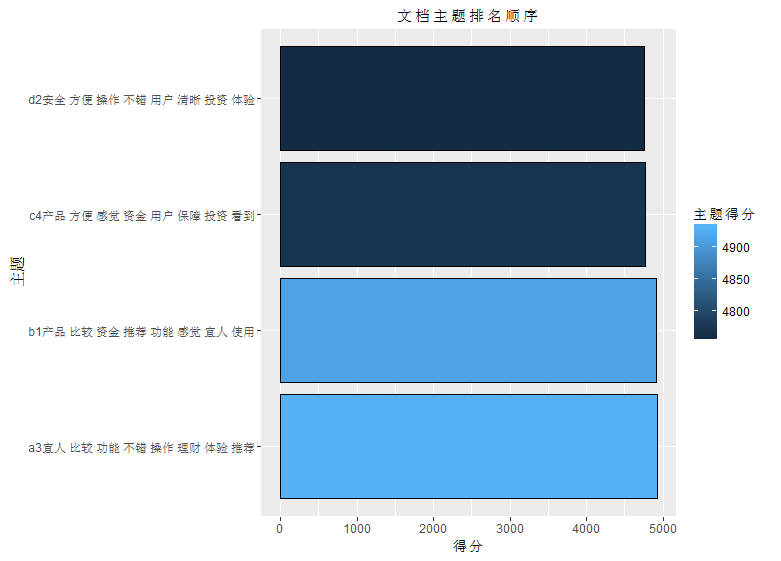 文档主题排名顺序
d2安全 方便 操作 不错 用户 清晰 投资 体验
c4产品 方便 感觉 资金 用户 保障 投资 看到
b1产品 比较 资金 推荐 功能 感觉 宜人 使用
a3宜人 比较 功能 不错 操作 理财 体验 推荐
主题
0 1000 2000 3000 4000 5000
得分
主题得分
4900
4850
4800